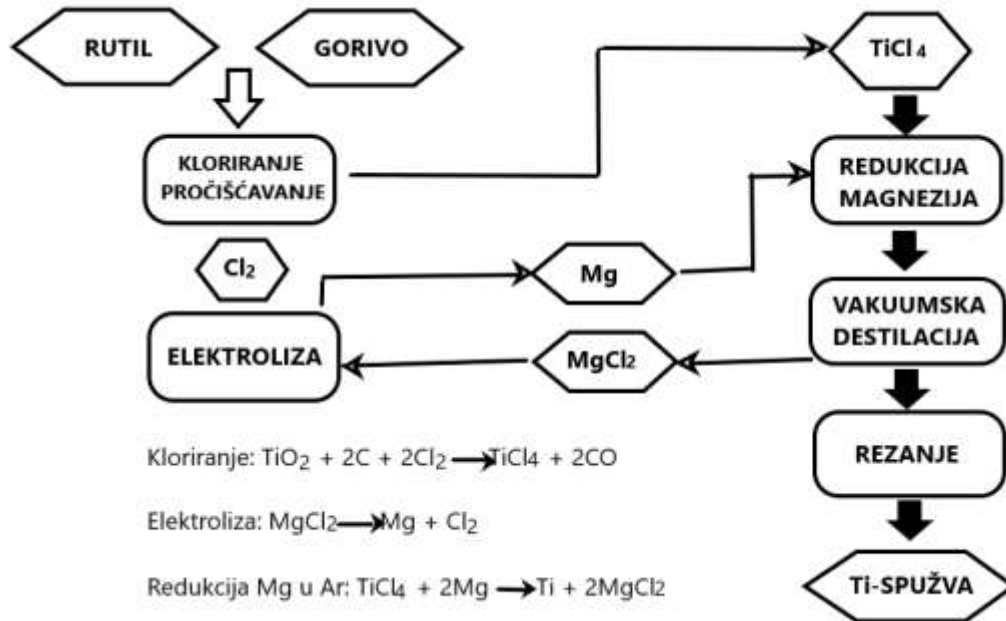 RUTIL
GORIVO
TiCl₄
KLORIRANJE
PROČIŠĆAVANJE
REDUKCIJA
MAGNEZIJA
Cl₂
Mg
ELEKTROLIZA
MgCl₂
VAKUUMSKA
DESTILACIJA
REZANJE
Ti-SPUŽVA
Kloriranje: TiO₂ + 2C + 2Cl₂ → TiCl₄ + 2CO
Elektroliza: MgCl₂ → Mg + Cl₂
Redukcija Mg u Ar: TiCl₄ + 2Mg → Ti + 2MgCl₂